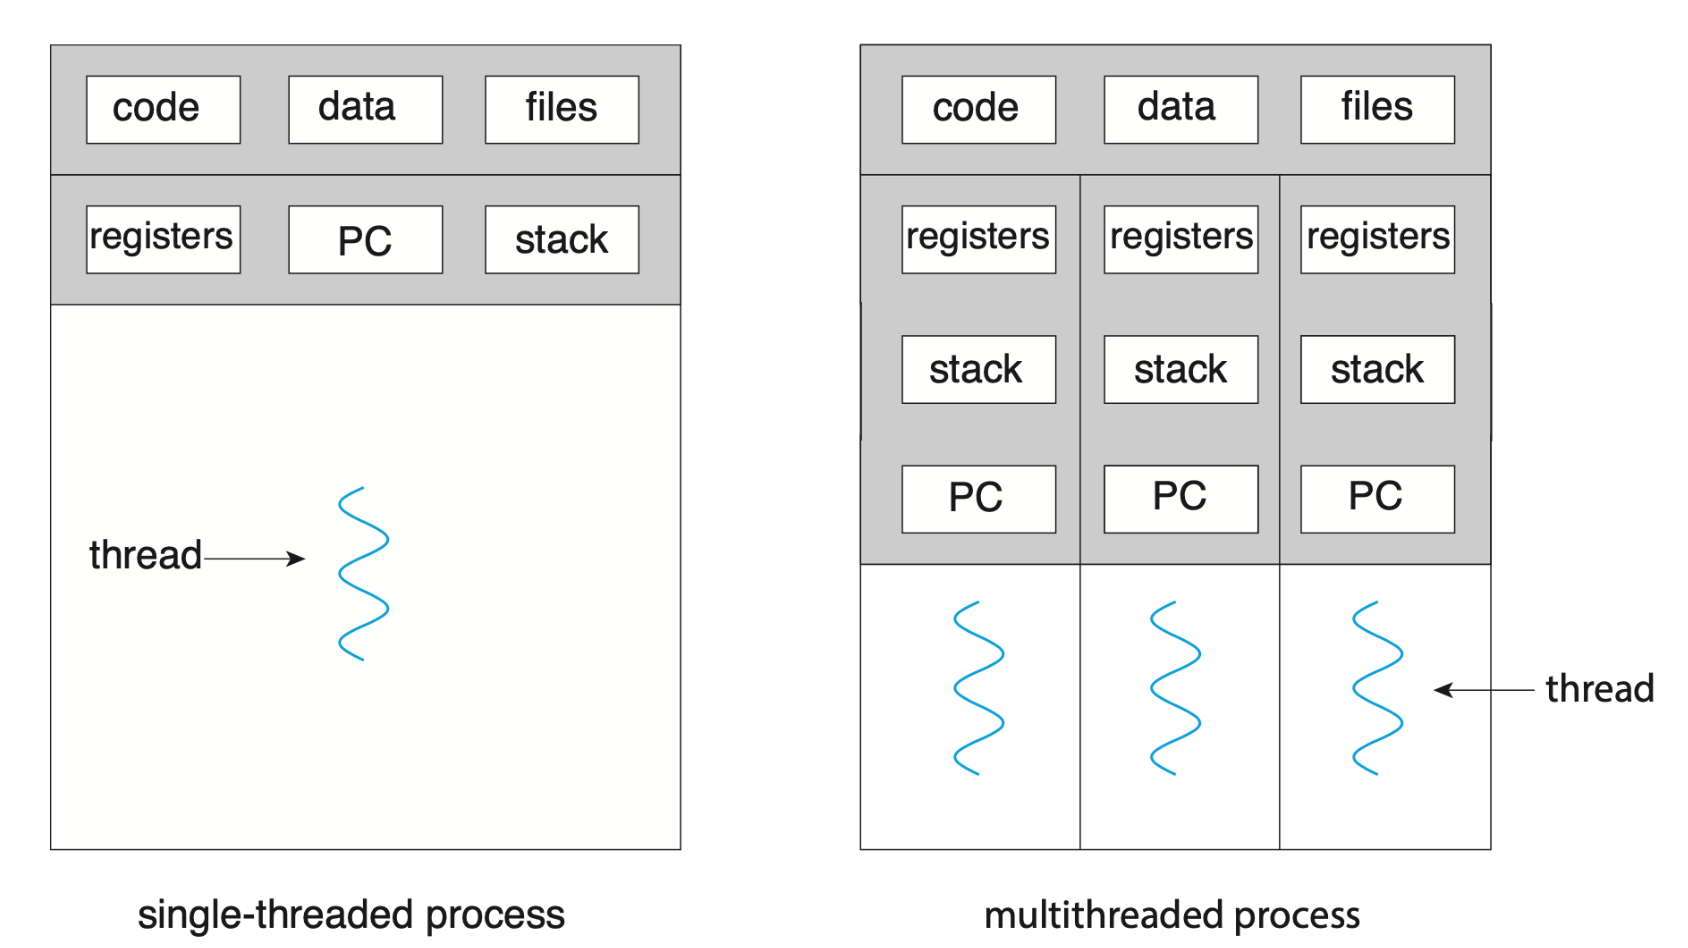 code data files
registers PC stack
thread
single-threaded process
code data files
registers registers registers
stack stack stack
PC PC PC
thread
multithreaded process